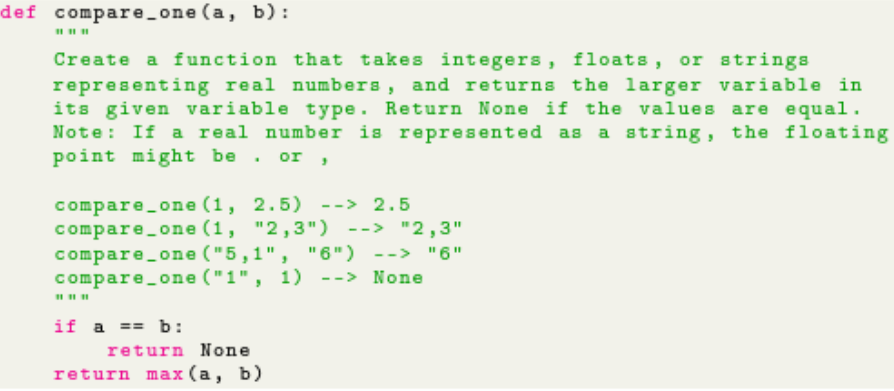 def compare_one(a, b):
    """
    Create a function that takes integers, floats, or strings
    representing real numbers, and returns the larger variable in
    its given variable type. Return None if the values are equal.
    Note: If a real number is represented as a string, the floating
    point might be . or ,

    compare_one(1, 2.5) --> 2.5
    compare_one(1, "2,3") --> "2,3"
    compare_one("5,1", "6") --> "6"
    compare_one("1", 1) --> None
    """
    if a == b:
        return None
    return max(a, b)